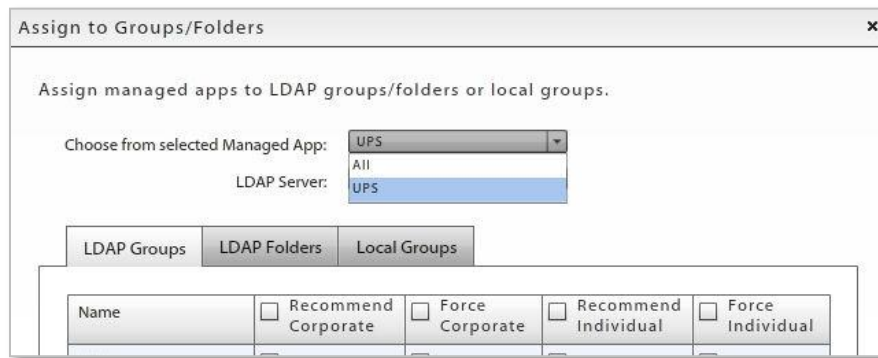 Assign to Groups/Folders
×
Assign managed apps to LDAP groups/folders or local groups.
Choose from selected Managed App:
UPS
All
LDAP Server:
UPS
LDAP Groups
LDAP Folders
Local Groups
Name
Recommend
Corporate
Force
Corporate
Recommend
Individual
Force
Individual